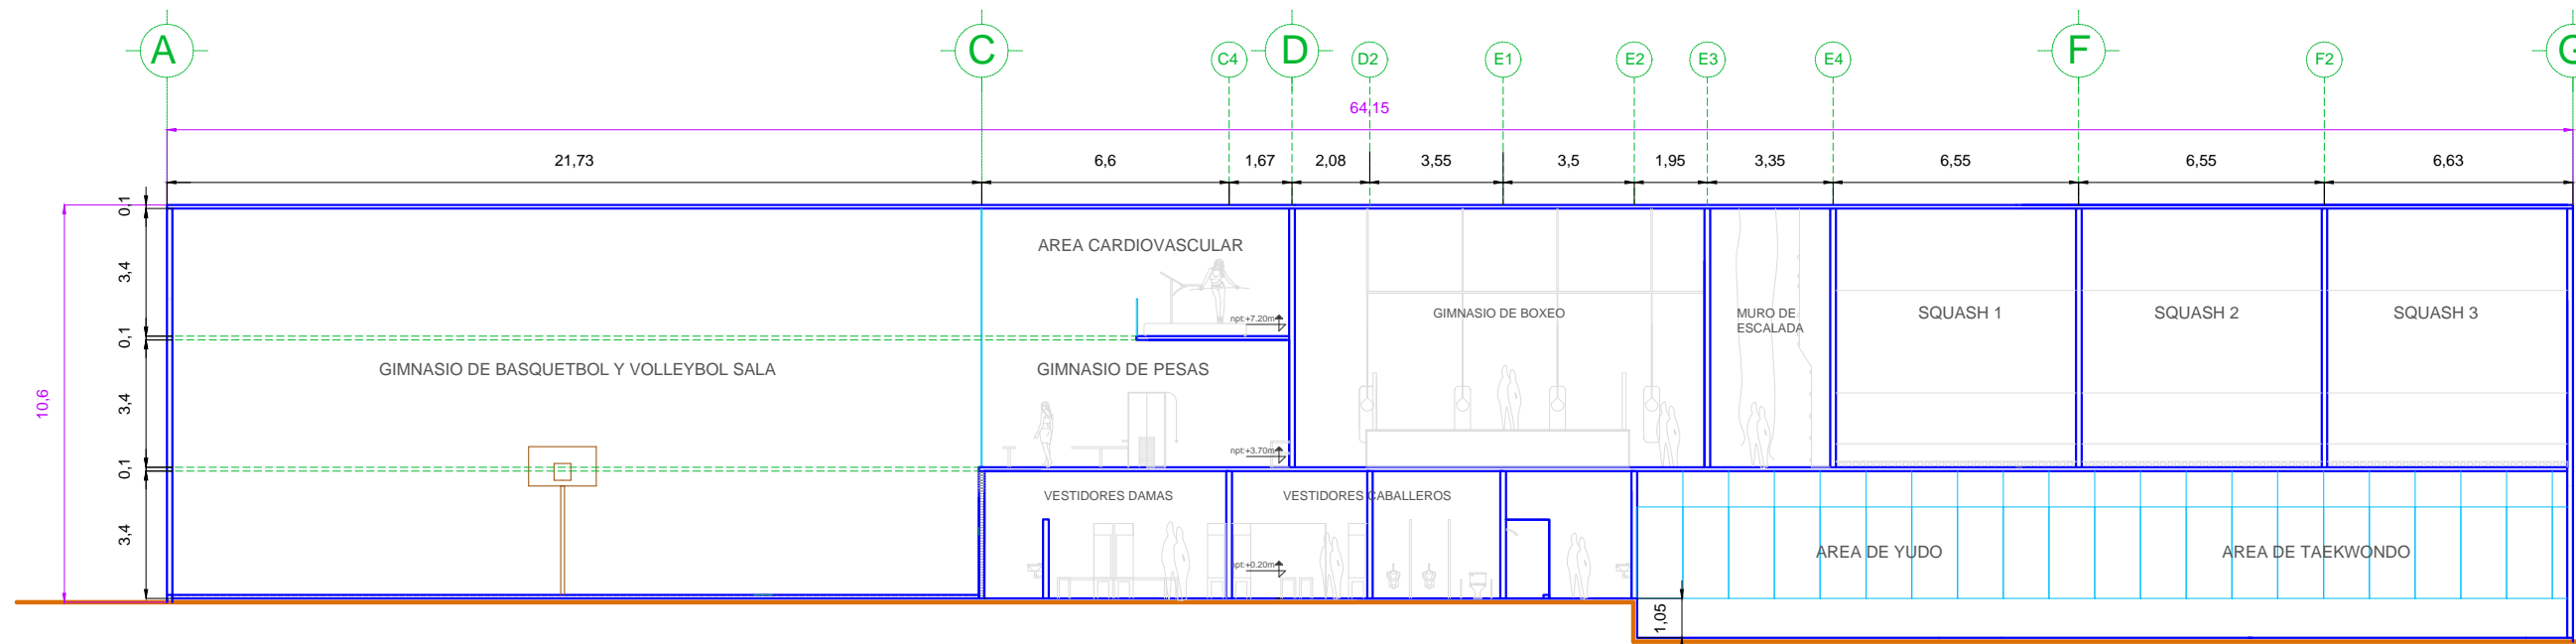 A
C
C4
D
D2
E1
E2
E3
E4
F
F2
G
64,15
21,73
6,6
1,67
2,08
3,55
3,5
1,95
3,35
6,55
6,55
6,63
0,1
3,4
0,1
3,4
0,1
3,4
10,6
AREA CARDIOVASCULAR
npt:+7.20m
GIMNASIO DE BOXEO
MURO DE
ESCALADA
SQUASH 1
SQUASH 2
SQUASH 3
GIMNASIO DE BASQUETBOL Y VOLLEYBOL SALA
GIMNASIO DE PESAS
npt:+3.70m
VESTIDORES DAMAS
VESTIDORES CABALLEROS
npt:+0.20m
AREA DE YUDO
AREA DE TAEKWONDO
1,05